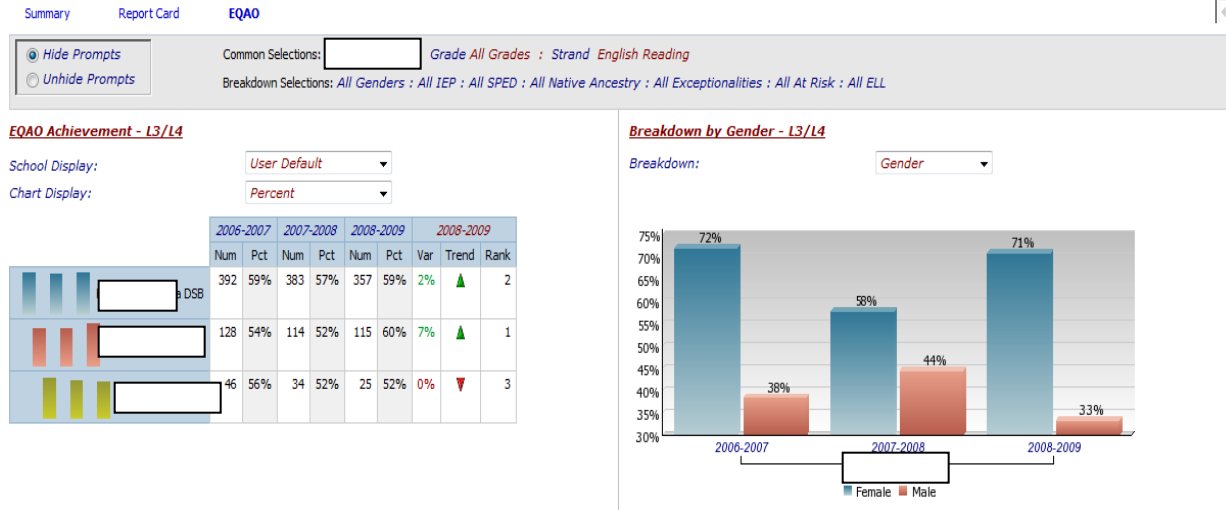 Summary Report Card EQAO
Hide Prompts
Unhide Prompts
Common Selections: Grade All Grades : Strand English Reading
Breakdown Selections: All Genders : All IEP : All SPED : All Native Ancestry : All Exceptionalities : All At Risk : All ELL
EQAO Achievement - L3/L4
School Display: User Default
Chart Display: Percent
2006-2007 2007-2008 2008-2009 2008-2009
Num Pct Num Pct Num Pct Var Trend Rank
a DSB 392 59% 383 57% 357 59% 2% 2
128 54% 114 52% 115 60% 7% 1
46 56% 34 52% 25 52% 0% 3
Breakdown by Gender - L3/L4
Breakdown: Gender
75%
70%
65%
60%
55%
50%
45%
40%
35%
30%
72%
38%
58%
44%
71%
33%
2006-2007 2007-2008 2008-2009
Female Male